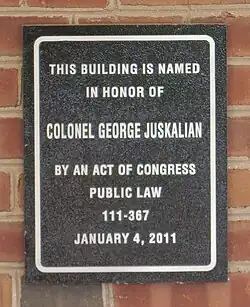 THIS BUILDING IS NAMED
IN HONOR OF
COLONEL GEORGE JUSKALIAN
BY AN ACT OF CONGRESS
PUBLIC LAW
111-367
JANUARY 4, 2011